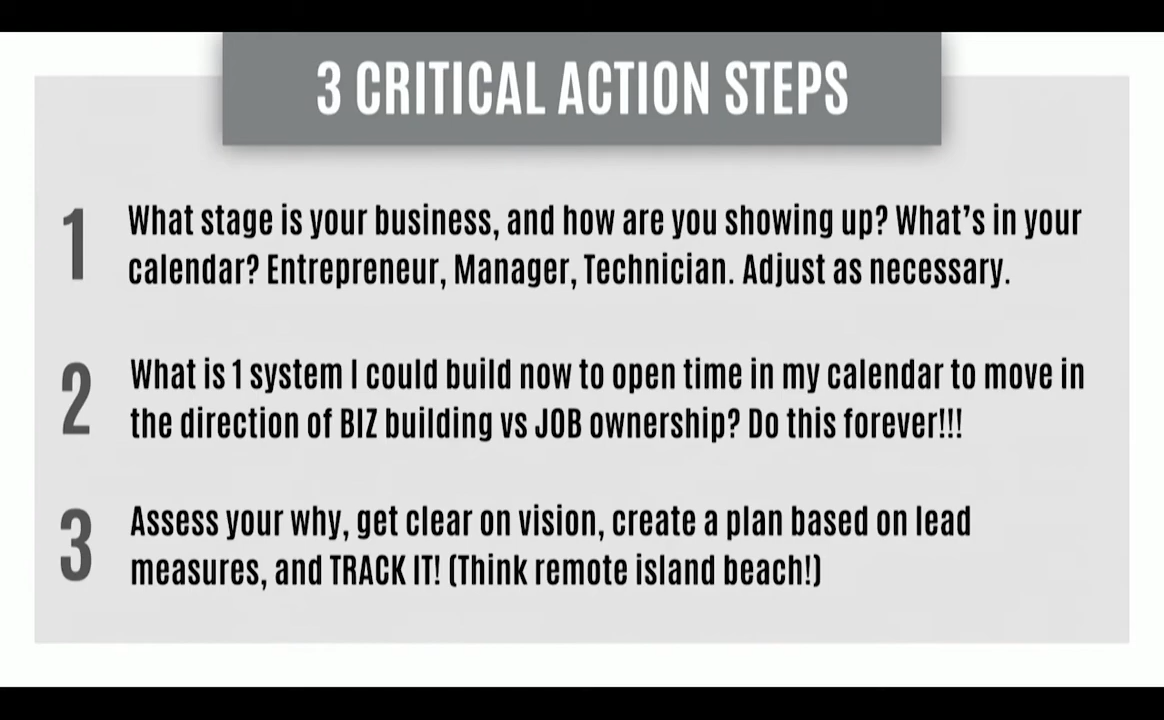 3 CRITICAL ACTION STEPS
1 What stage is your business, and how are you showing up? What's in your
calendar? Entrepreneur, Manager, Technician. Adjust as necessary.
2 What is 1 system I could build now to open time in my calendar to move in
the direction of BIZ building vs JOB ownership? Do this forever!!!
3 Assess your why, get clear on vision, create a plan based on lead
measures, and TRACK IT! (Think remote island beach!)